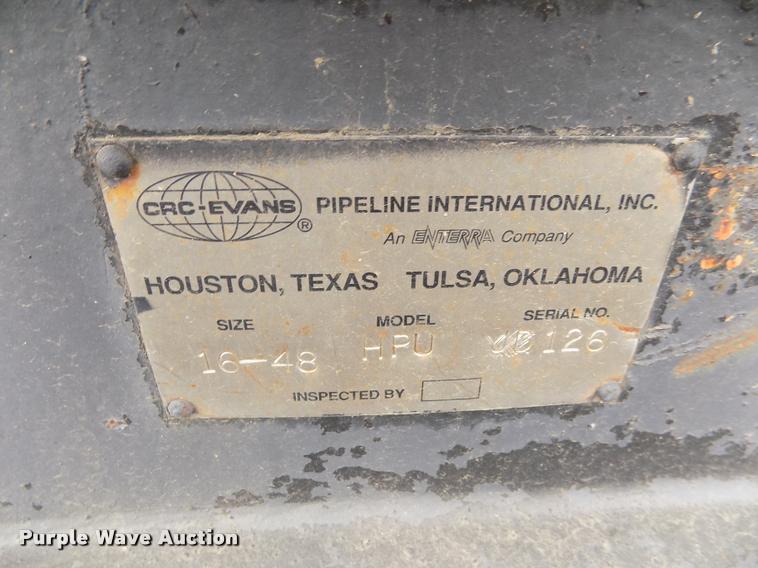 CRC-EVANS ® PIPELINE INTERNATIONAL, INC.
An ENTERRA Company
HOUSTON, TEXAS TULSA, OKLAHOMA
SIZE MODEL SERIAL NO.
16-48 HPU 126
INSPECTED BY
Purple Wave Auction